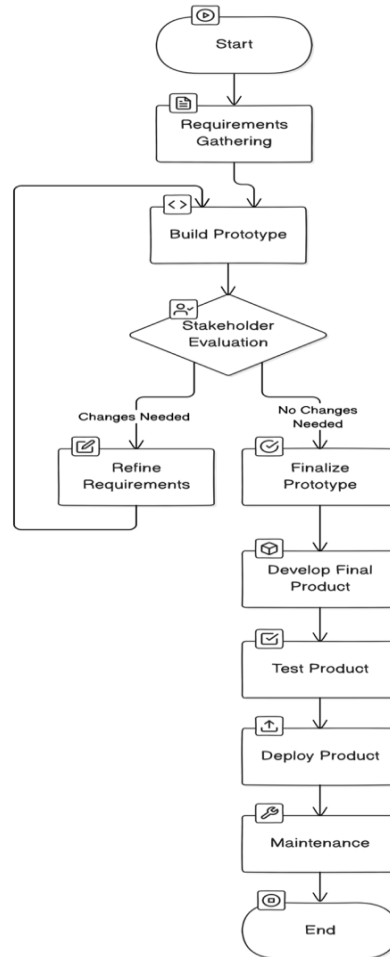 Start
Requirements
Gathering
Build Prototype
Stakeholder
Evaluation
Changes Needed
No Changes
Needed
Refine
Requirements
Finalize
Prototype
Develop Final
Product
Test Product
Deploy Product
Maintenance
End